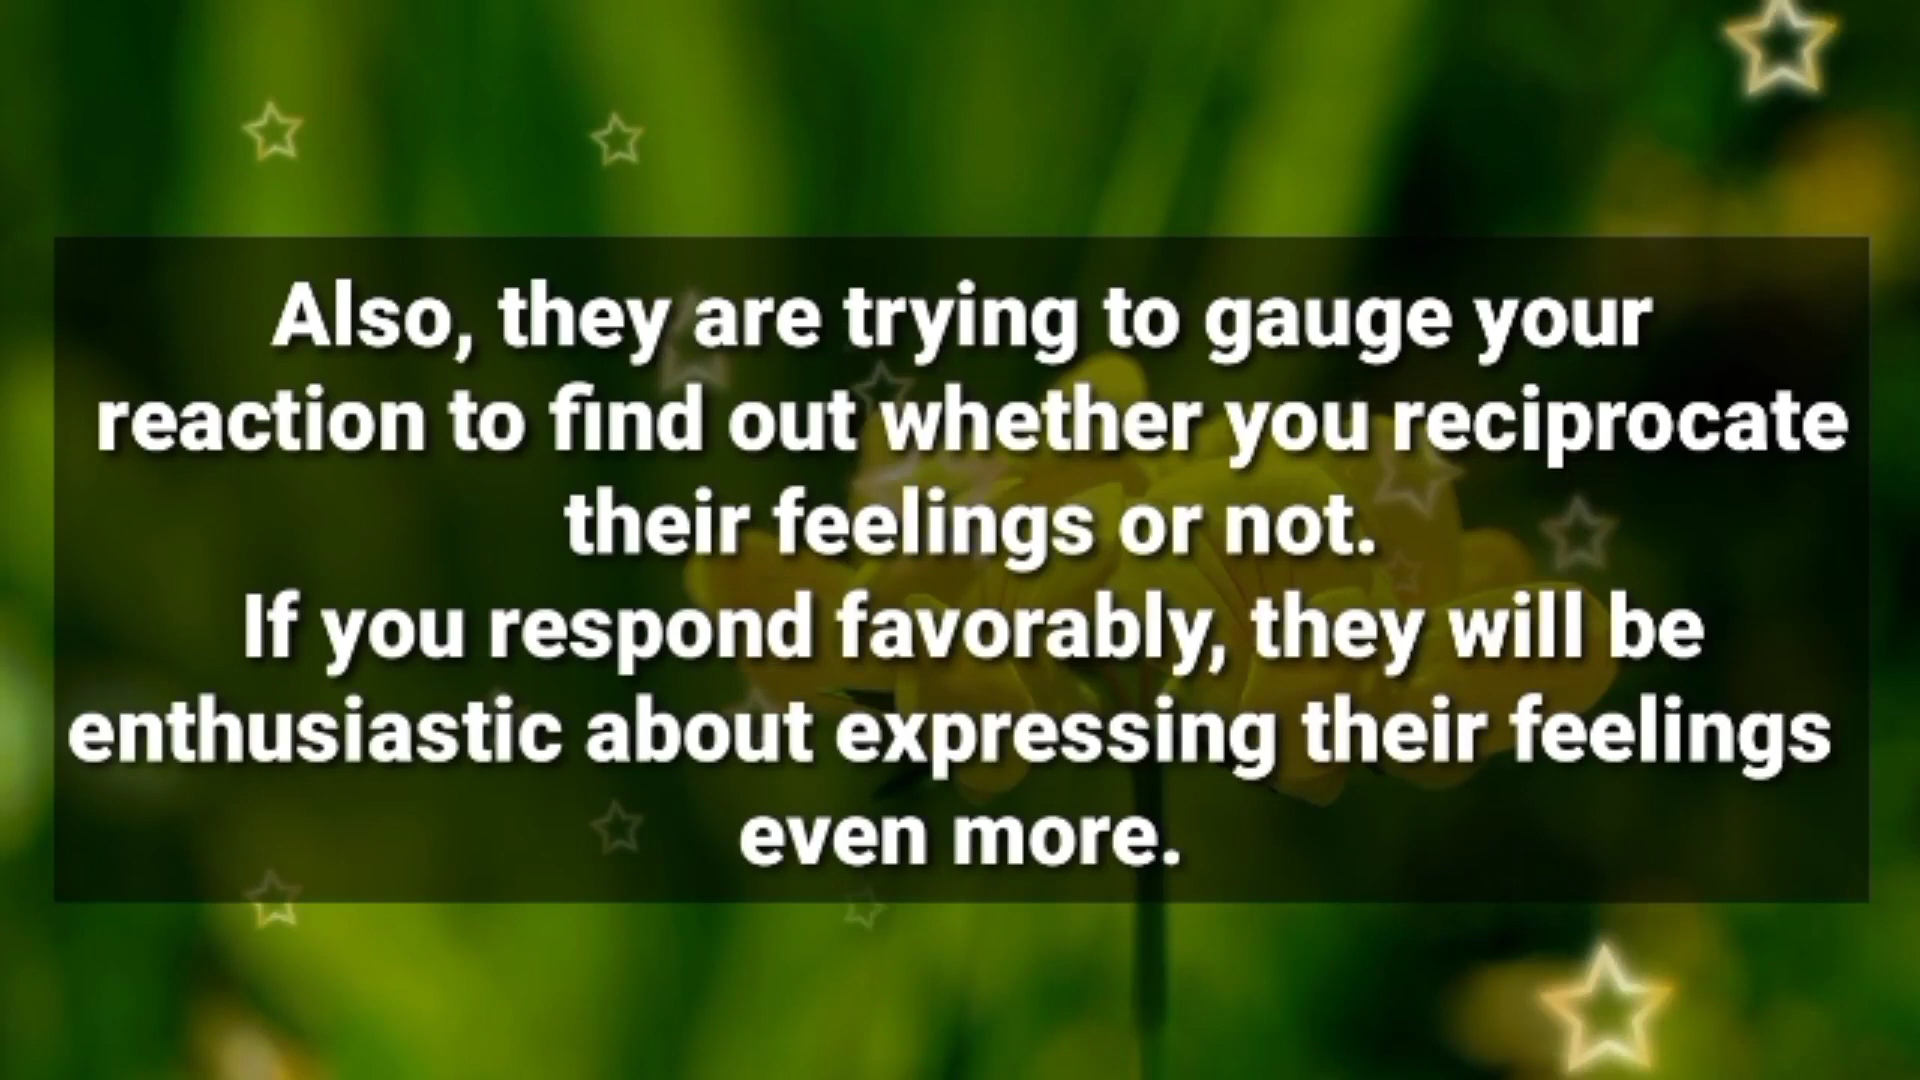 Also, they are trying to gauge your
reaction to find out whether you reciprocate
their feelings or not.
If you respond favorably, they will be
enthusiastic about expressing their feelings
even more.